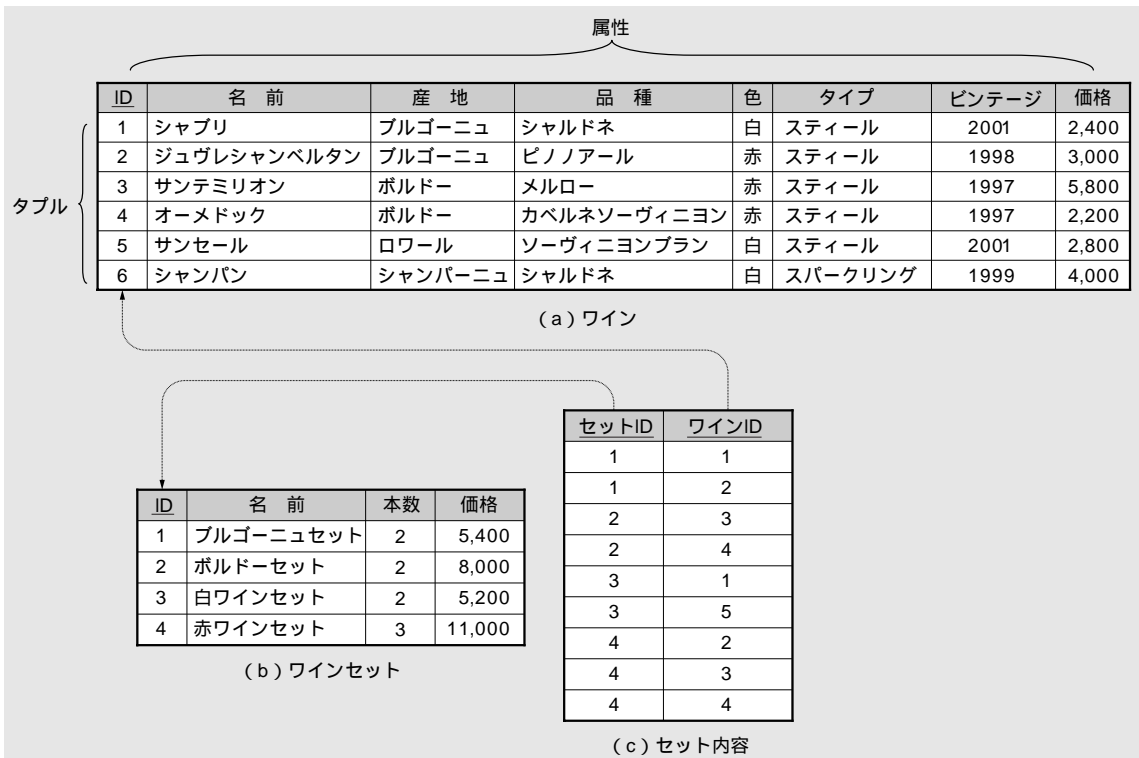 属性
ID 名 前 産 地 品 種 色 タイプ ビンテージ 価格
1 シャブリ ブルゴーニュ シャルドネ 白 スティール 2001 2,400
2 ジュヴレシャンベルタン ブルゴーニュ ピノノアール 赤 スティール 1998 3,000
3 サンテミリオン ボルドー メルロー 赤 スティール 1997 5,800
4 オーメドック ボルドー カベルネソーヴィニヨン 赤 スティール 1997 2,200
5 サンセール ロワール ソーヴィニヨンブラン 白 スティール 2001 2,800
6 シャンパン シャンパーニュ シャルドネ 白 スパークリング 1999 4,000
タプル
（a）ワイン
ID 名 前 本数 価格
1 ブルゴーニュセット 2 5,400
2 ボルドーセット 2 8,000
3 白ワインセット 2 5,200
4 赤ワインセット 3 11,000
（b）ワインセット
セットID ワインID
1 1
1 2
2 3
2 4
3 1
3 5
4 2
4 3
4 4
（c）セット内容